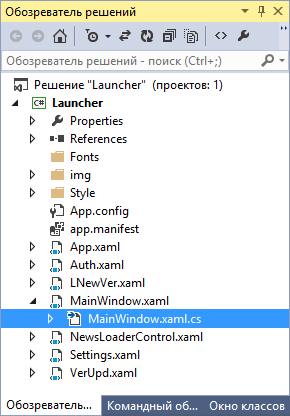 Обозреватель решений
Обозреватель решений - поиск (Ctrl+;)
Решение "Launcher" (проектов: 1)
C# Launcher
Properties
References
Fonts
img
Style
App.config
app.manifest
App.xaml
Auth.xaml
LNewVer.xaml
MainWindow.xaml
MainWindow.xaml.cs
NewsLoaderControl.xaml
Settings.xaml
VerUpd.xaml
Обозреватель... Командный об... Окно классов